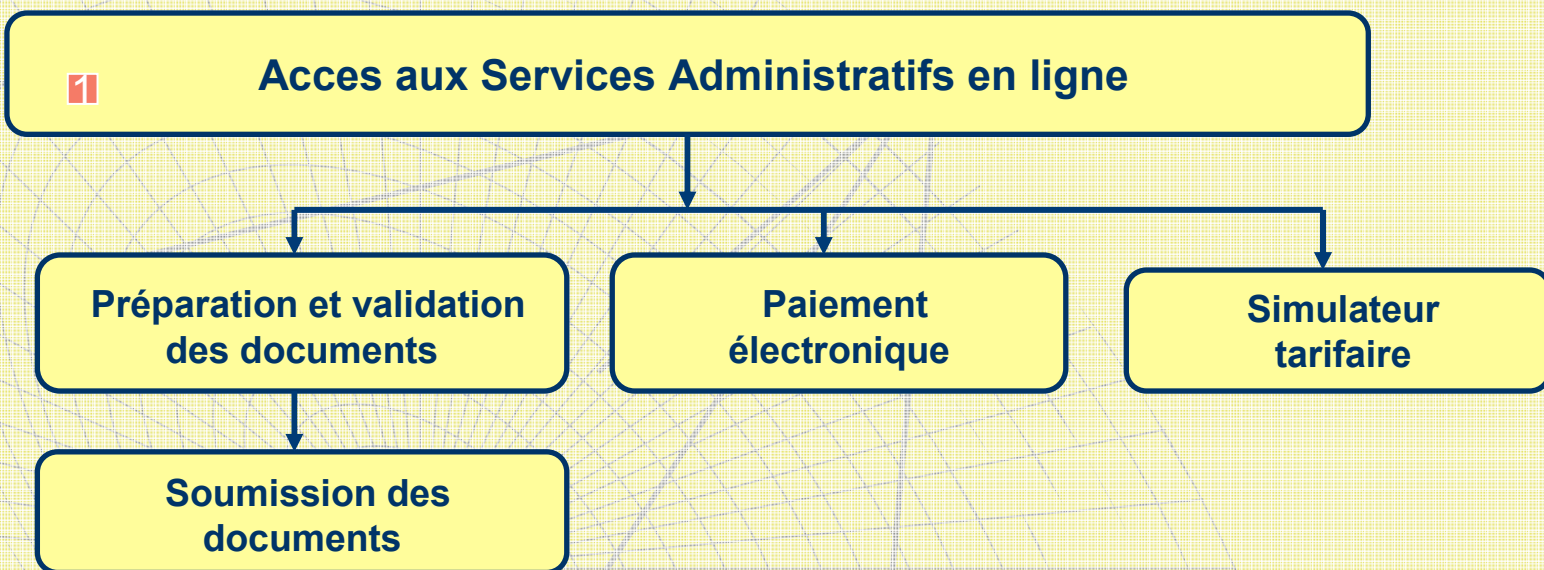 1
Acces aux Services Administratifs en ligne
Préparation et validation
des documents
Paiement
électronique
Simulateur
tarifaire
Soumission des
documents